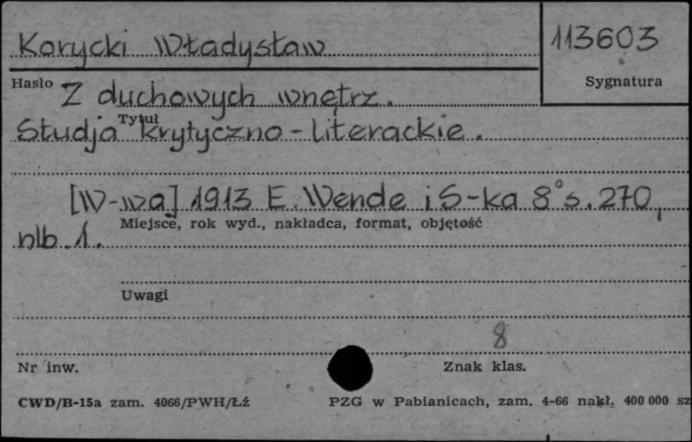 Korycki Władysław
113603
Hasło
Sygnatura
Z duchowych wnętrz.
Tytuł
Studja krytyczno-literackie.
[W-wa] 1913 E. Wende i S-ka 8° s. 270,
Miejsce, rok wyd., nakładca, format, objętość
nlb. 1.
Uwagi
8
Nr inw.
Znak klas.
CWD/B-15a zam. 4066/PWH/Łź
PZG w Pabianicach, zam. 4-66 nakł. 400 000 sz